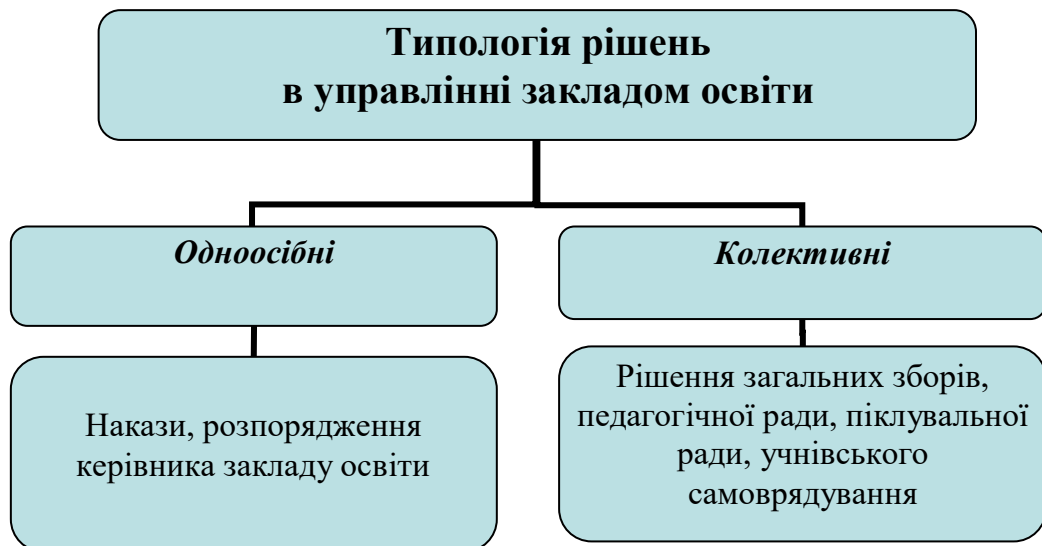 Типологія рішень
в управлінні закладом освіти
Одноосібні
Колективні
Накази, розпорядження
керівника закладу освіти
Рішення загальних зборів,
педагогічної ради, піклувальної
ради, учнівського
самоврядування